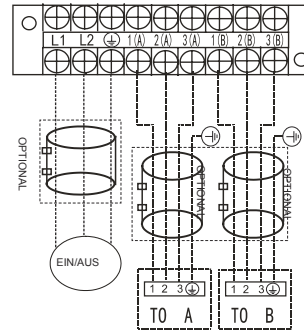 L1 L2 ⏚ 1(A) 2(A) 3(A) 1(B) 2(B) 3(B)
OPTIONAL
OPTIONAL
OPTIONAL
EIN/AUS
1 2 3 ⏚
1 2 3 ⏚
TO A
TO B